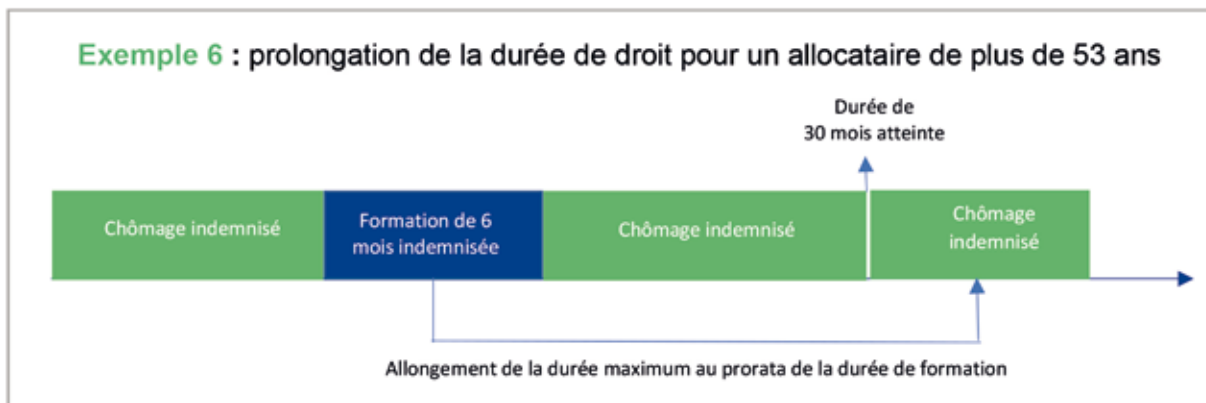 Exemple 6 : prolongation de la durée de droit pour un allocataire de plus de 53 ans
Durée de
30 mois atteinte
Chômage indemnisé
Formation de 6
mois indemnisée
Chômage indemnisé
Chômage
indemnisé
Allongement de la durée maximum au prorata de la durée de formation